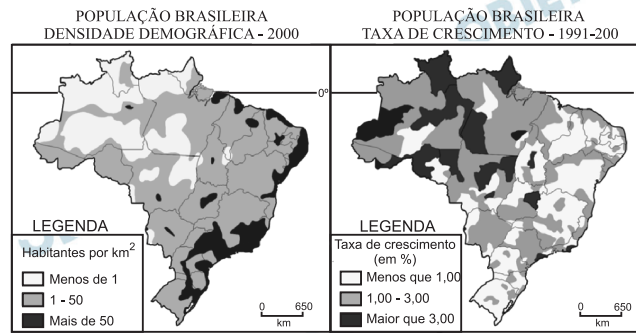 POPULAÇÃO BRASILEIRA
DENSIDADE DEMOGRÁFICA - 2000
0º
LEGENDA
Habitantes por km²
Menos de 1
1 - 50
Mais de 50
0 650
km
POPULAÇÃO BRASILEIRA
TAXA DE CRESCIMENTO - 1991-200
LEGENDA
Taxa de crescimento
(em %)
Menos que 1,00
1,00 - 3,00
Maior que 3,00
0 650
km